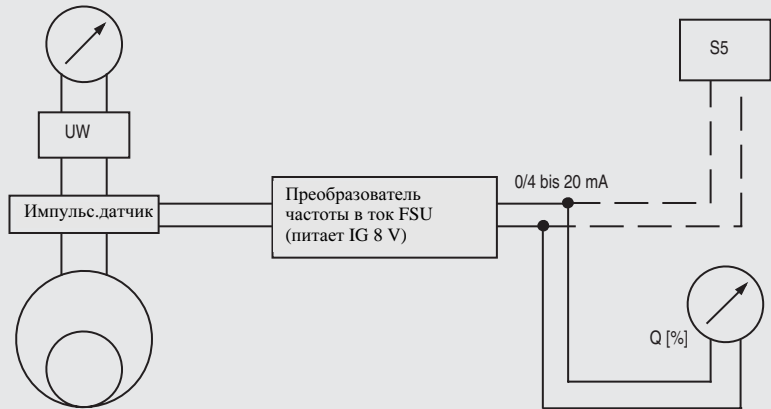 S5
UW
0/4 bis 20 mA
Импульс.датчик
Преобразователь
частоты в ток FSU
(питает IG 8 V)
Q [%]